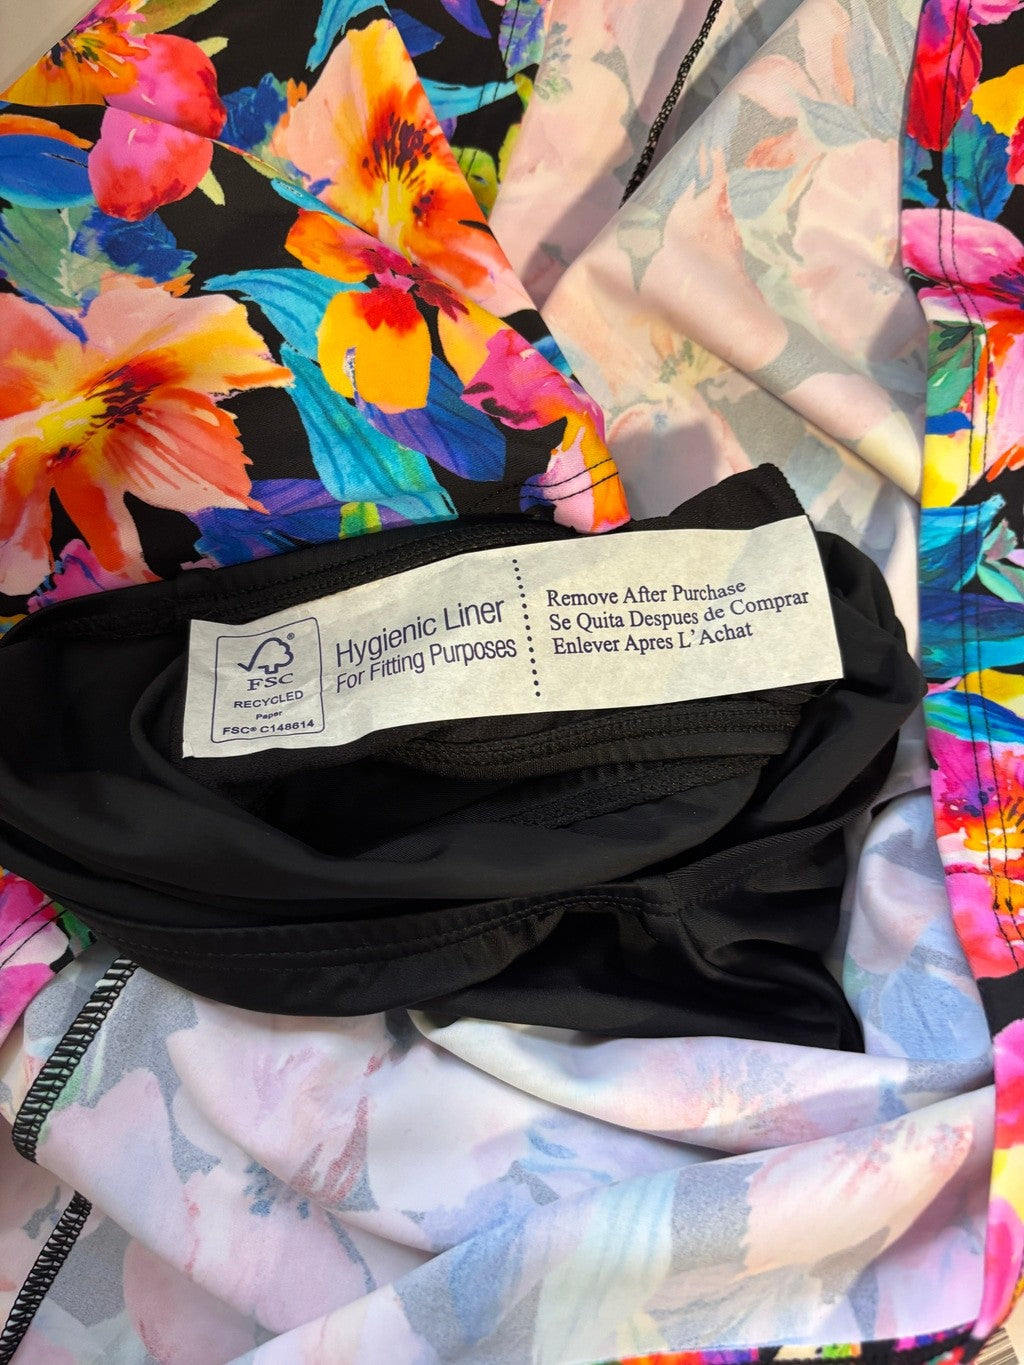 FSC®
RECYCLED
Paper
FSC® C148614
Hygienic Liner
For Fitting Purposes
Remove After Purchase
Se Quita Despues de Comprar
Enlever Apres L'Achat